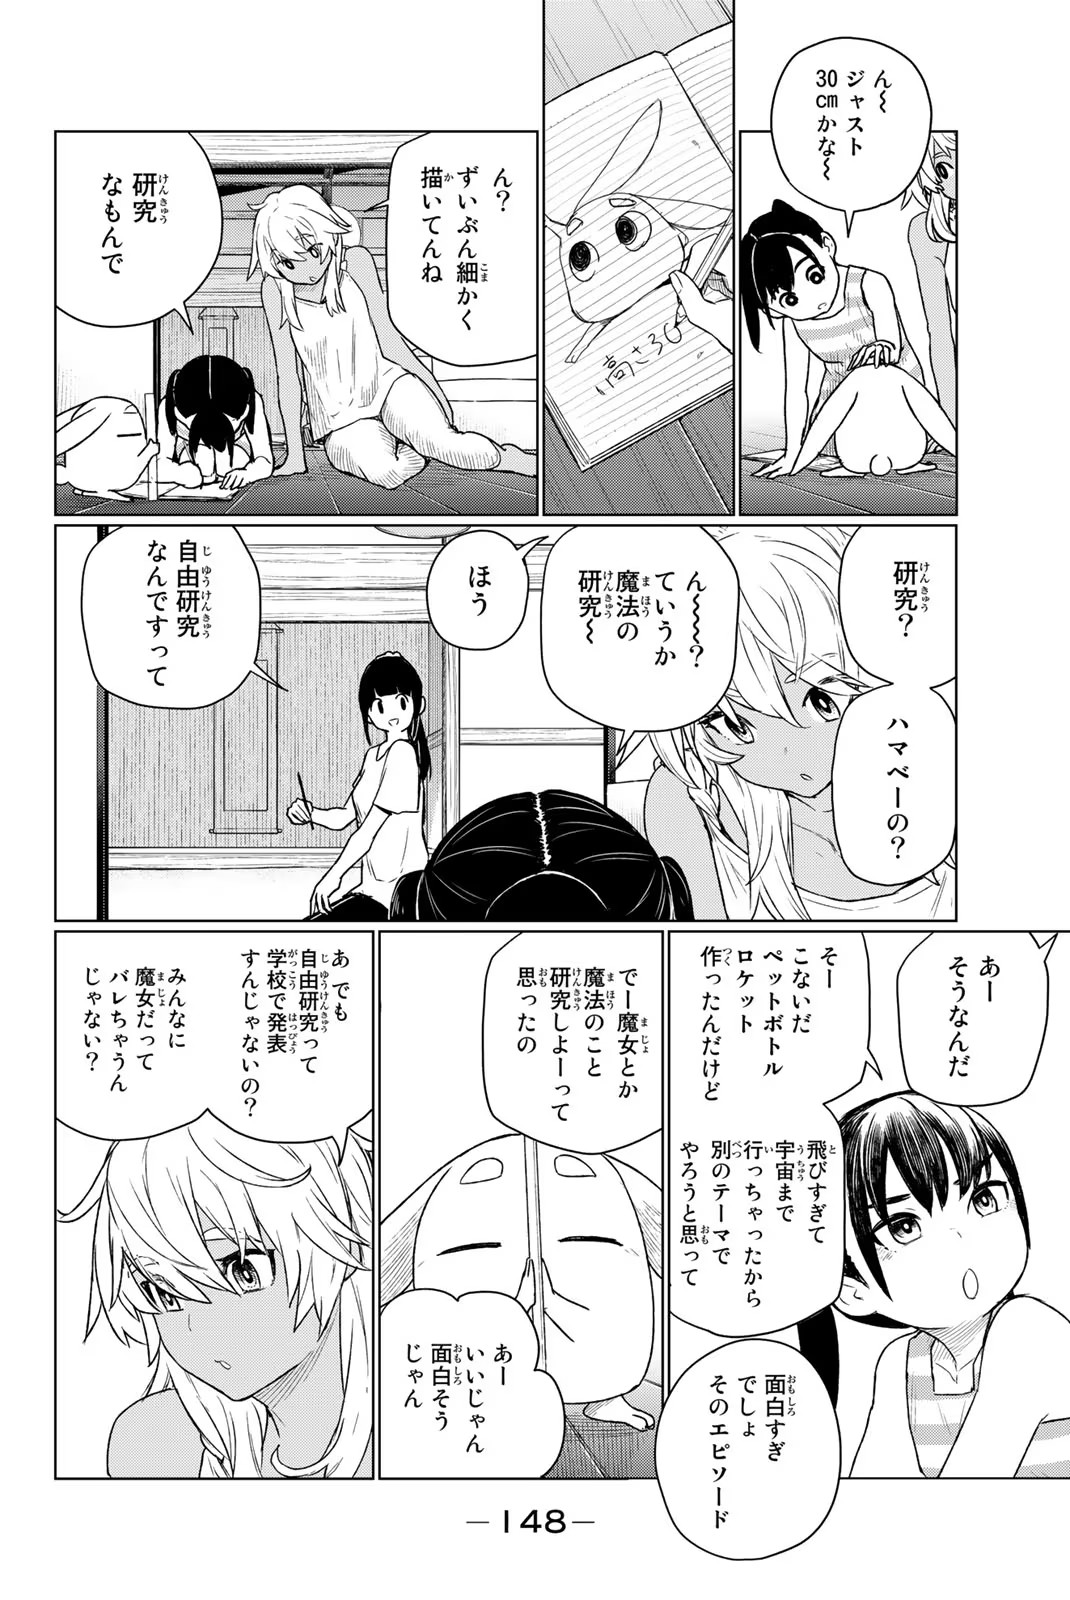 ん〜
ジャスト
30cmかな〜
高さ30
ん？
ずいぶん細かく
描いてんね
研究
なもんで
研究？
ハマベーの？
ん〜〜〜？
ていうか
魔法の
研究〜
ほう
自由研究
なんですって
あー
そうなんだ
そー
こないだ
ペットボトル
ロケット
作ったんだけど
飛びすぎて
宇宙まで
行っちゃったから
別のテーマで
やろうと思って
面白すぎ
でしょ
そのエピソード
でー魔女とか
魔法のこと
研究しよーって
思ったの
あー
いいじゃん
面白そう
じゃん
あ でも
自由研究って
学校で発表
すんじゃないの？
みんなに
魔女だって
バレちゃうん
じゃない？
—148—